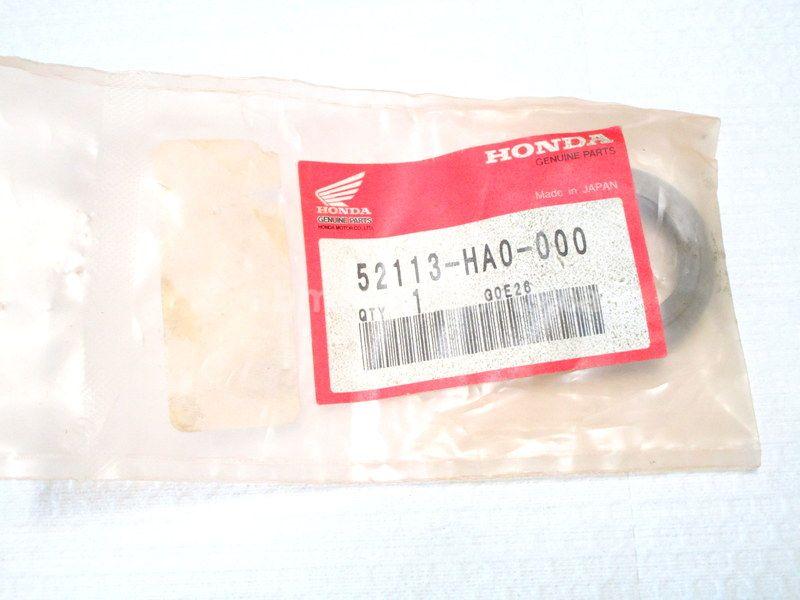 HONDA
GENUINE PARTS
Made in JAPAN
HONDA
GENUINE PARTS
HONDA MOTOR CO.,LTD.
52113-HA0-000
QTY 1 G0E26